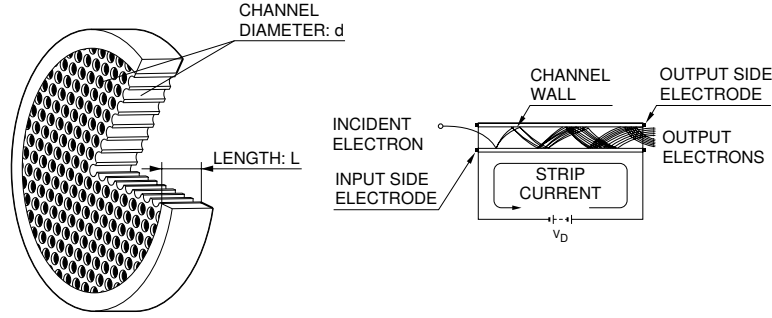 CHANNEL
DIAMETER: d
LENGTH: L
CHANNEL
WALL
OUTPUT SIDE
ELECTRODE
INCIDENT
ELECTRON
OUTPUT
ELECTRONS
INPUT SIDE
ELECTRODE
STRIP
CURRENT
VD